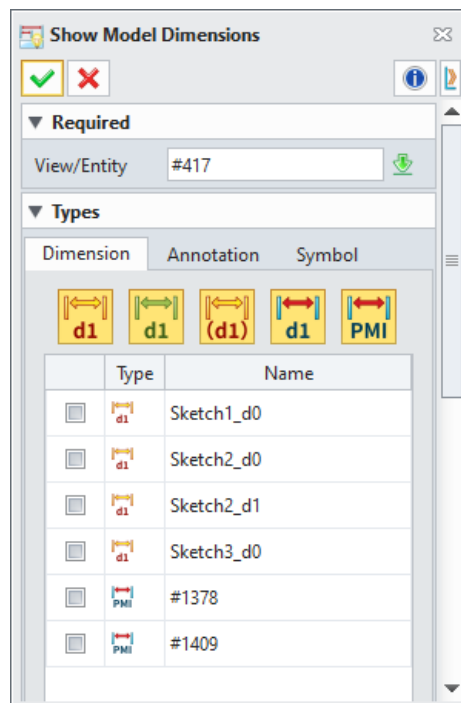 Show Model Dimensions
Required
View/Entity #417
Types
Dimension Annotation Symbol
d1 d1 (d1) d1 PMI
Type Name
d1 Sketch1_d0
d1 Sketch2_d0
d1 Sketch2_d1
d1 Sketch3_d0
PMI #1378
PMI #1409